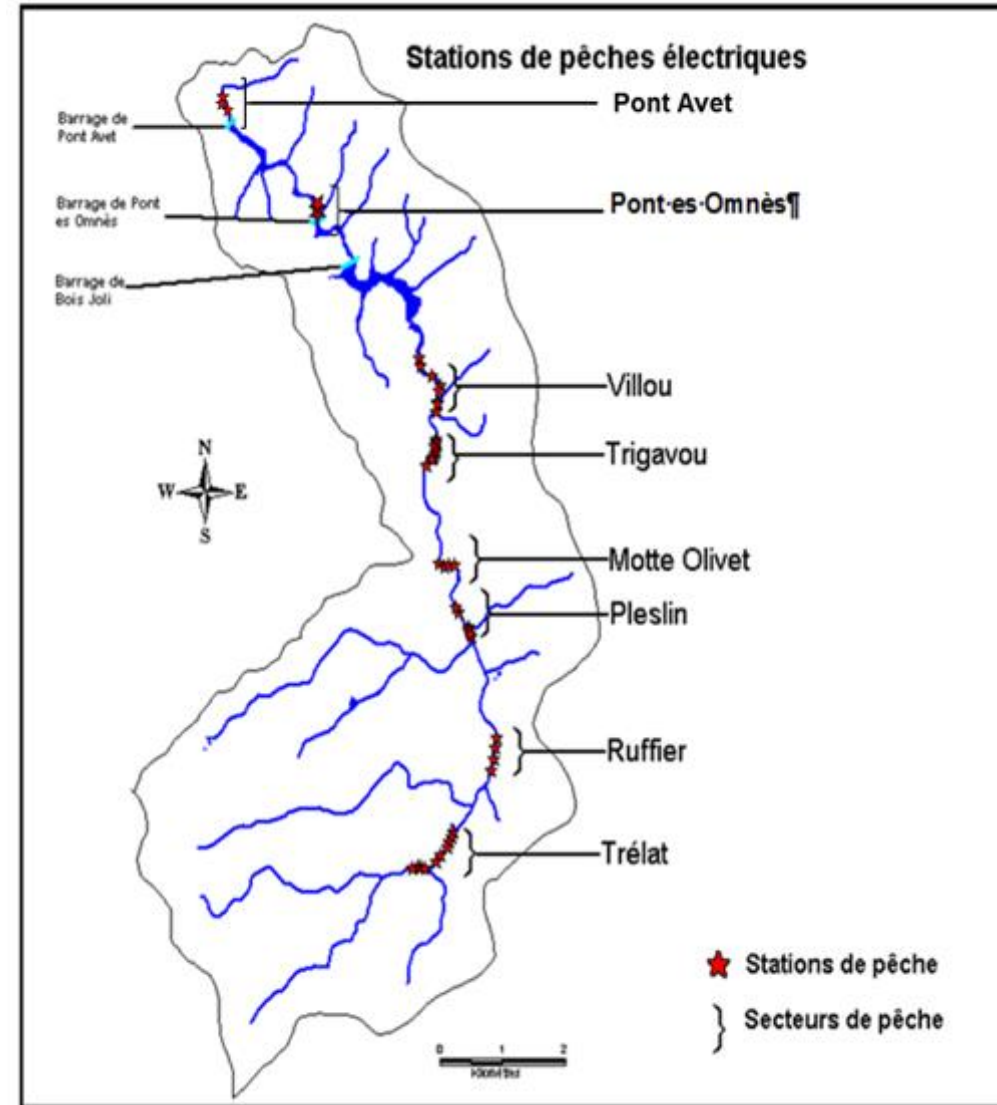 Stations de pêches électriques
Pont Avet
Barrage de
Pont Avet
Barrage de Pont
es Omnès
Pont·es·Omnès¶
Barrage de
Bois Joli
Villou
Trigavou
N
W E
S
Motte Olivet
Pleslin
Ruffier
Trélat
Stations de pêche
Secteurs de pêche
0 1 2